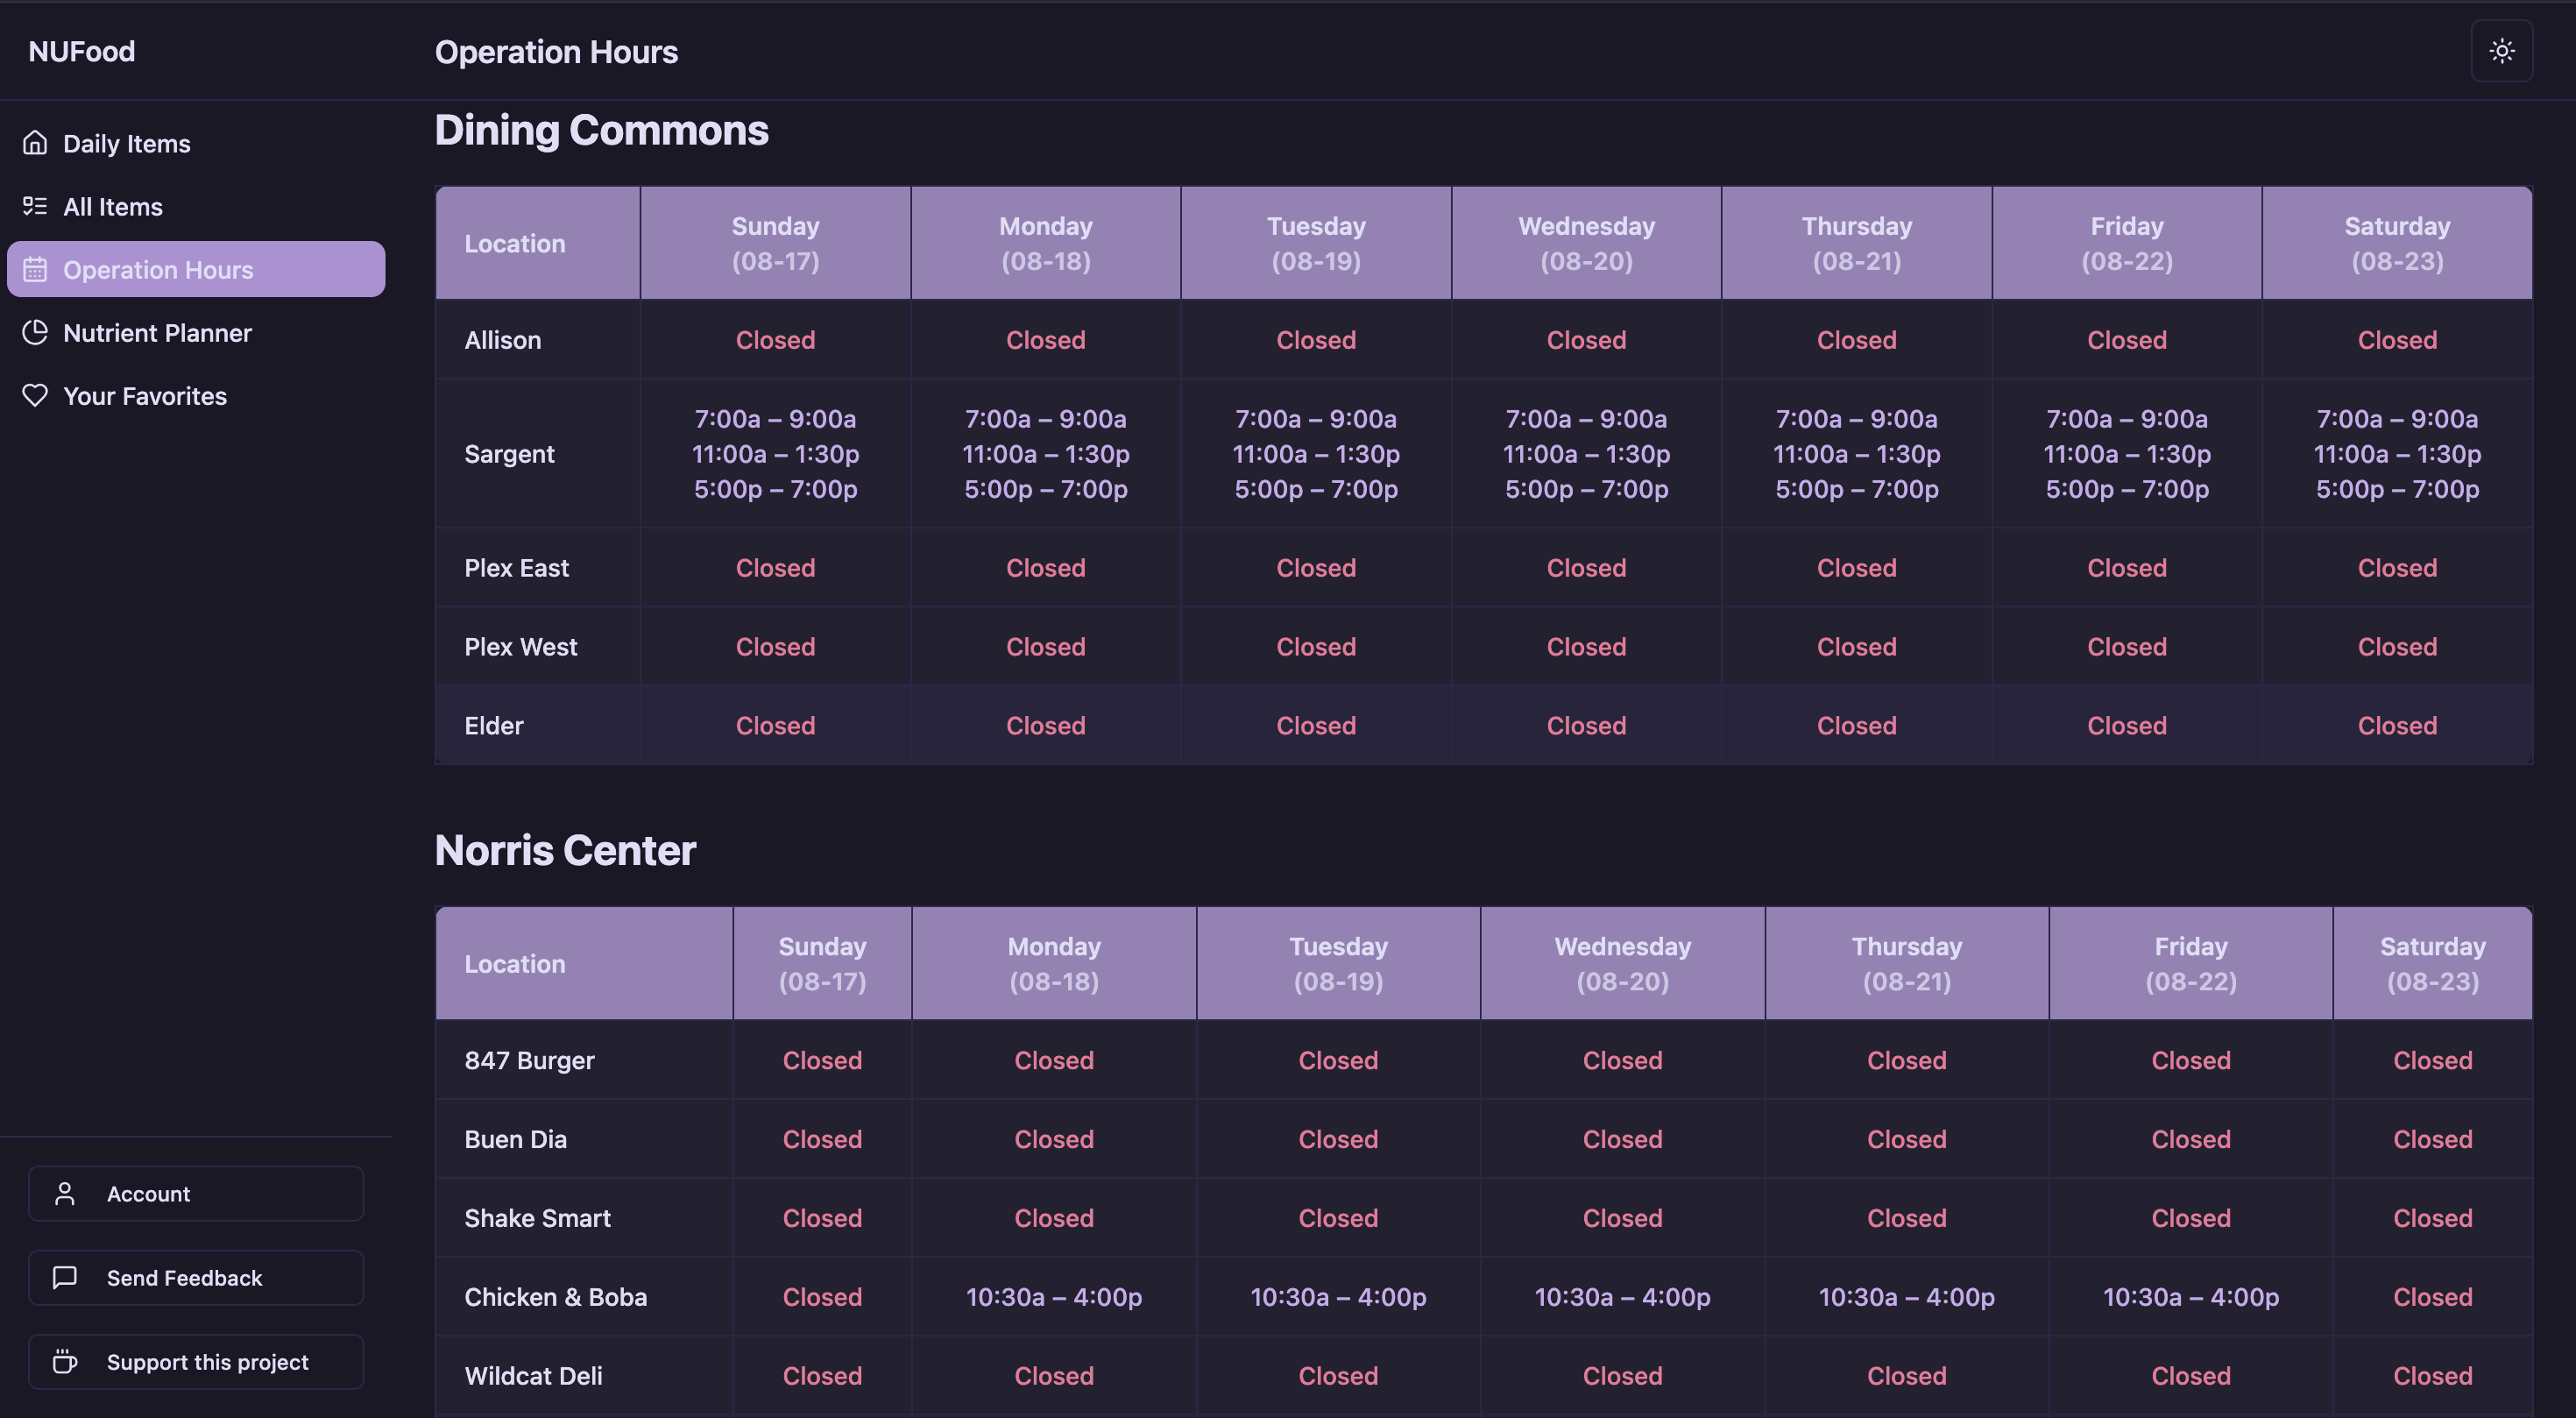 NUFood
Operation Hours
Daily Items
All Items
Operation Hours
Nutrient Planner
Your Favorites
Account
Send Feedback
Support this project
Dining Commons
Location Sunday (08-17) Monday (08-18) Tuesday (08-19) Wednesday (08-20) Thursday (08-21) Friday (08-22) Saturday (08-23)
Allison Closed Closed Closed Closed Closed Closed Closed
7:00a – 9:00a 7:00a – 9:00a 7:00a – 9:00a 7:00a – 9:00a 7:00a – 9:00a 7:00a – 9:00a 7:00a – 9:00a
Sargent 11:00a – 1:30p 11:00a – 1:30p 11:00a – 1:30p 11:00a – 1:30p 11:00a – 1:30p 11:00a – 1:30p 11:00a – 1:30p
5:00p – 7:00p 5:00p – 7:00p 5:00p – 7:00p 5:00p – 7:00p 5:00p – 7:00p 5:00p – 7:00p 5:00p – 7:00p
Plex East Closed Closed Closed Closed Closed Closed Closed
Plex West Closed Closed Closed Closed Closed Closed Closed
Elder Closed Closed Closed Closed Closed Closed Closed
Norris Center
Location Sunday (08-17) Monday (08-18) Tuesday (08-19) Wednesday (08-20) Thursday (08-21) Friday (08-22) Saturday (08-23)
847 Burger Closed Closed Closed Closed Closed Closed Closed
Buen Dia Closed Closed Closed Closed Closed Closed Closed
Shake Smart Closed Closed Closed Closed Closed Closed Closed
Chicken & Boba Closed 10:30a – 4:00p 10:30a – 4:00p 10:30a – 4:00p 10:30a – 4:00p 10:30a – 4:00p Closed
Wildcat Deli Closed Closed Closed Closed Closed Closed Closed